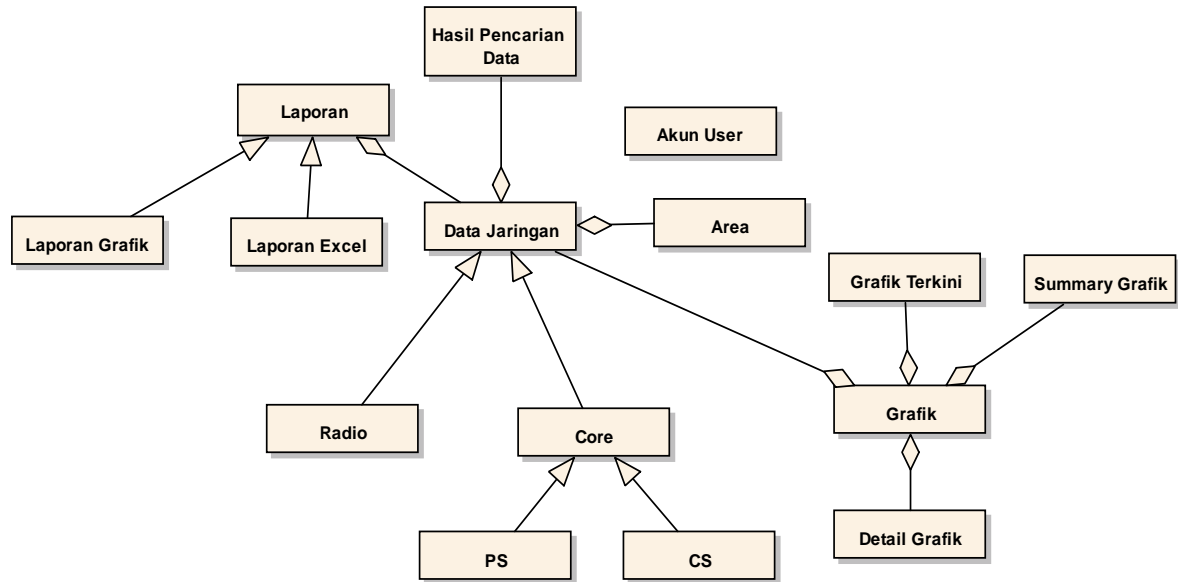 Hasil Pencarian
Data
Laporan
Akun User
Laporan Grafik
Laporan Excel
Data Jaringan
Area
Grafik Terkini
Summary Grafik
Radio
Core
Grafik
PS
CS
Detail Grafik